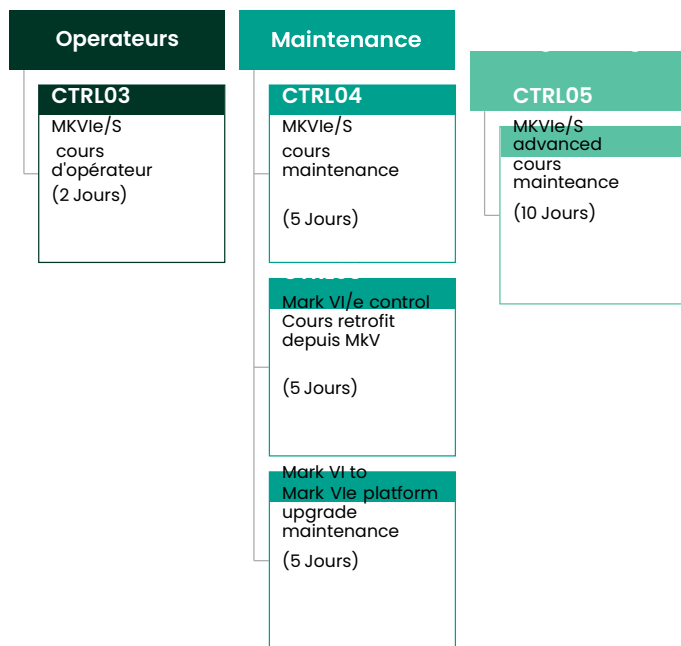 Operateurs
CTRL03
MKVIe/S
cours
d'opérateur
(2 Jours)
Maintenance
CTRL04
MKVIe/S
cours
maintenance
(5 Jours)
Mark VI/e control
Cours retrofit
depuis MkV
(5 Jours)
Mark VI to
Mark VIe platform
upgrade
maintenance
(5 Jours)
CTRL05
MKVIe/S
advanced
cours
mainteance
(10 Jours)